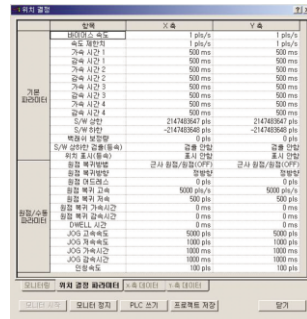 위치 결정
항목 X 축 Y 축
바이어스 속도 1 pls/s 1 pls/s
속도 제한치 1 pls/s 1 pls/s
가속 시간 1 500 ms 500 ms
감속 시간 1 500 ms 500 ms
가속 시간 2 500 ms 500 ms
감속 시간 2 500 ms 500 ms
가속 시간 3 500 ms 500 ms
감속 시간 3 500 ms 500 ms
가속 시간 4 500 ms 500 ms
감속 시간 4 500 ms 500 ms
기본
파라미터
S/W 상한 2147483647 pls 2147483647 pls
S/W 하한 -2147483648 pls -2147483648 pls
백래쉬 보정량 0 pls 0 pls
S/W 상하한 검출(등속) 검출 안함 검출 안함
위치 표시(등속) 표시 안함 표시 안함
원점 복귀방법 근사 원점/원점(OFF) 근사 원점/원점(OFF)
원점 복귀방향 정방향 정방향
원점 어드레스 0 pls 0 pls
원점 복귀 고속 5000 pls/s 5000 pls/s
원점 복귀 저속 500 pls 500 pls
원점 복귀 가속시간 0 ms 0 ms
원점 복귀 감속시간 0 ms 0 ms
원점/수동
파라미터
DWELL 시간 0 ms 0 ms
JOG 고속속도 5000 pls 5000 pls
JOG 저속속도 1000 pls 1000 pls
JOG 가속시간 1000 ms 1000 ms
JOG 감속시간 1000 ms 1000 ms
인칭속도 100 pls 100 pls
모니터링 위치 결정 파라미터 X-축 데이터 Y-축 데이터
모니터 시작 모니터 정지 PLC 쓰기 프로젝트 저장 닫기